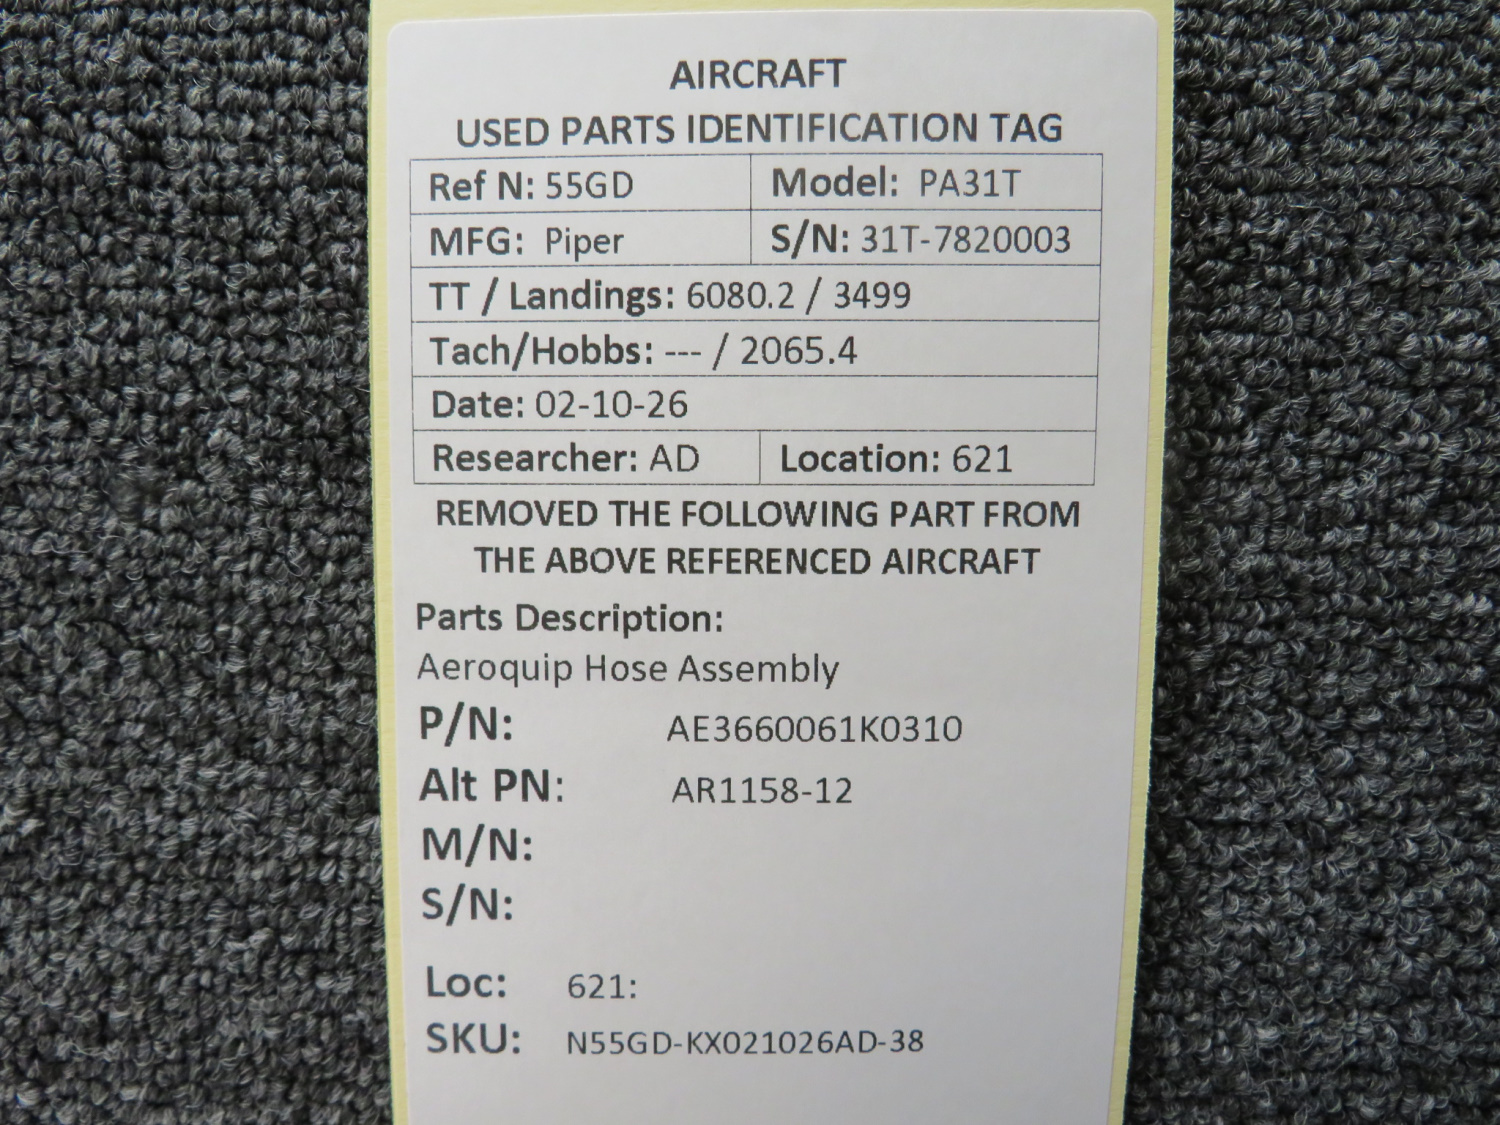 AIRCRAFT
USED PARTS IDENTIFICATION TAG
Ref N: 55GD Model: PA31T
MFG: Piper S/N: 31T-7820003
TT / Landings: 6080.2 / 3499
Tach/Hobbs: --- / 2065.4
Date: 02-10-26
Researcher: AD Location: 621
REMOVED THE FOLLOWING PART FROM
THE ABOVE REFERENCED AIRCRAFT
Parts Description:
Aeroquip Hose Assembly
P/N: AE3660061K0310
Alt PN: AR1158-12
M/N:
S/N:
Loc: 621:
SKU: N55GD-KX021026AD-38